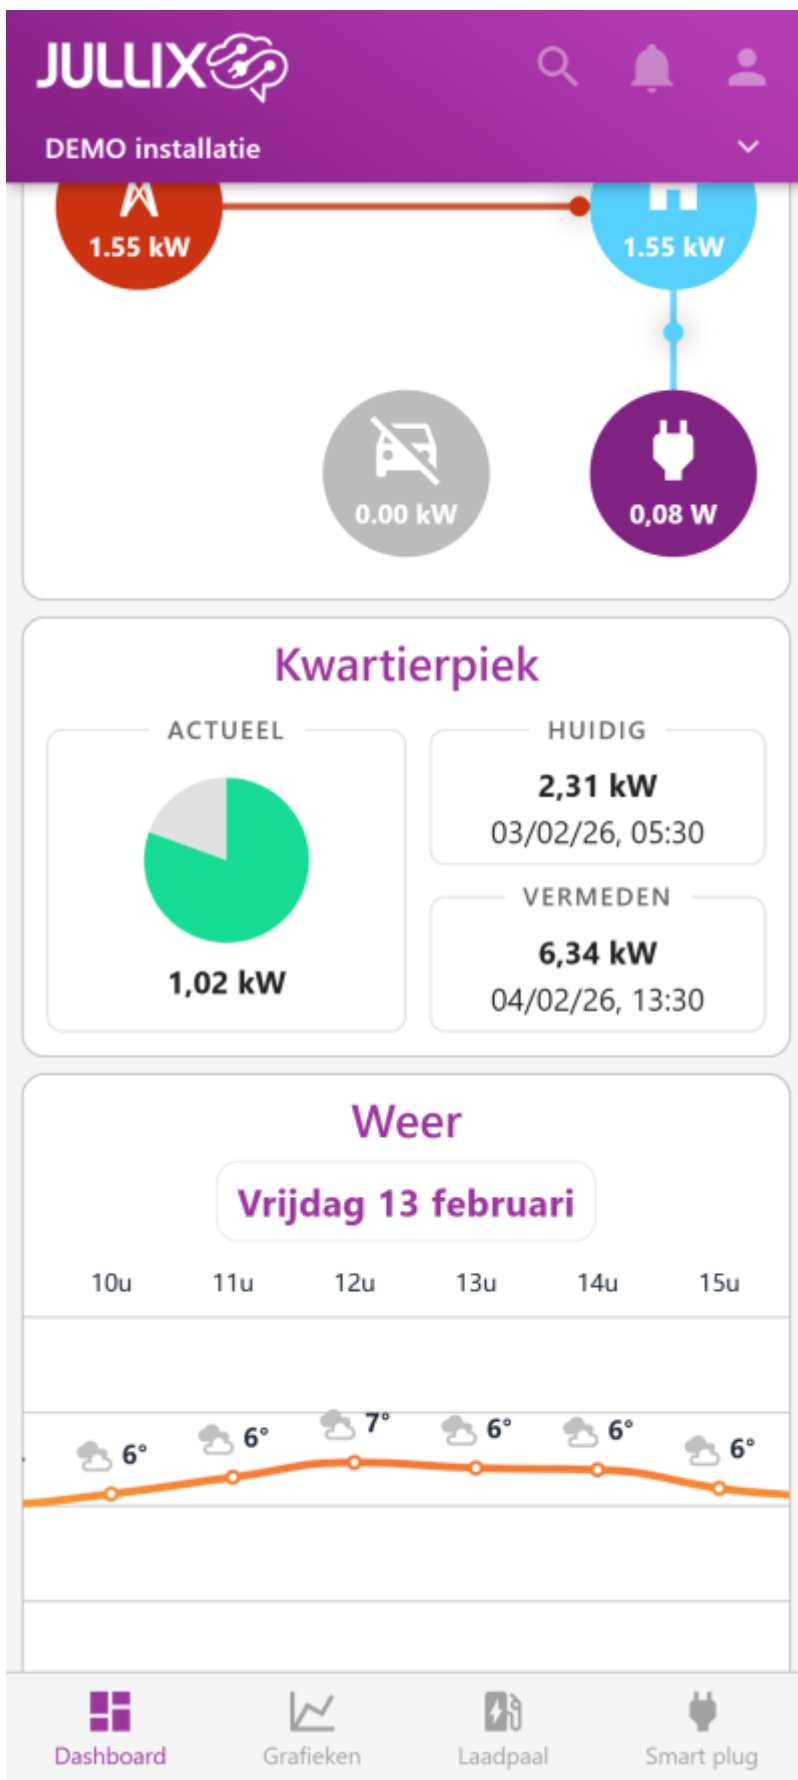 JULLIX
DEMO installatie
1.55 kW
1.55 kW
0.00 kW
0,08 W
Kwartierpiek
ACTUEEL
1,02 kW
HUIDIG
2,31 kW
03/02/26, 05:30
VERMEDEN
6,34 kW
04/02/26, 13:30
Weer
Vrijdag 13 februari
10u 11u 12u 13u 14u 15u
6° 6° 7° 6° 6° 6°
Dashboard Grafieken Laadpaal Smart plug